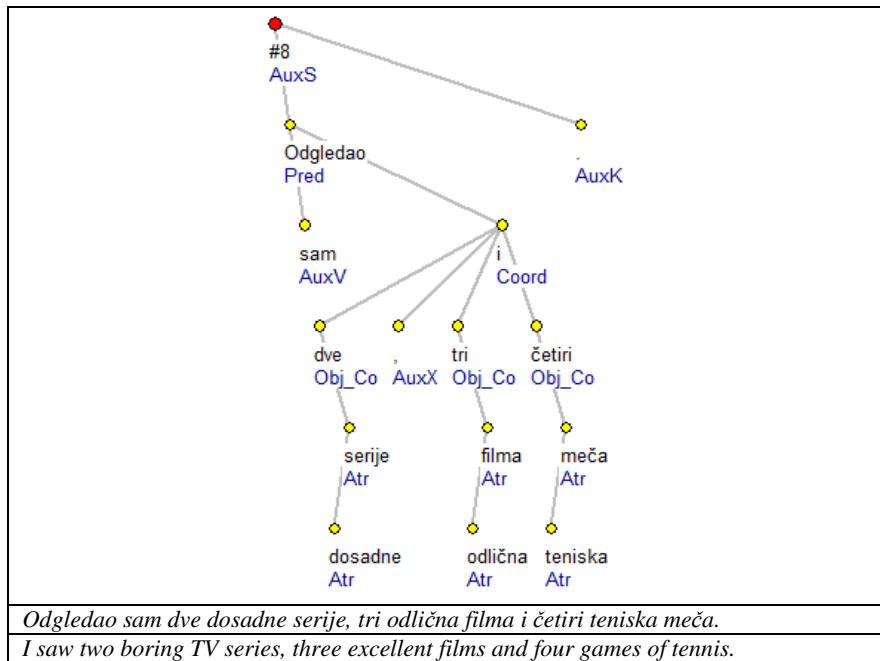 #8
AuxS
Odgledao .
Pred AuxK
sam i
AuxV Coord
dve , tri četiri
Obj_Co AuxX Obj_Co Obj_Co
serije filma meča
Atr Atr Atr
dosadne odlična teniska
Atr Atr Atr
Odgledao sam dve dosadne serije, tri odlična filma i četiri teniska meča.
I saw two boring TV series, three excellent films and four games of tennis.